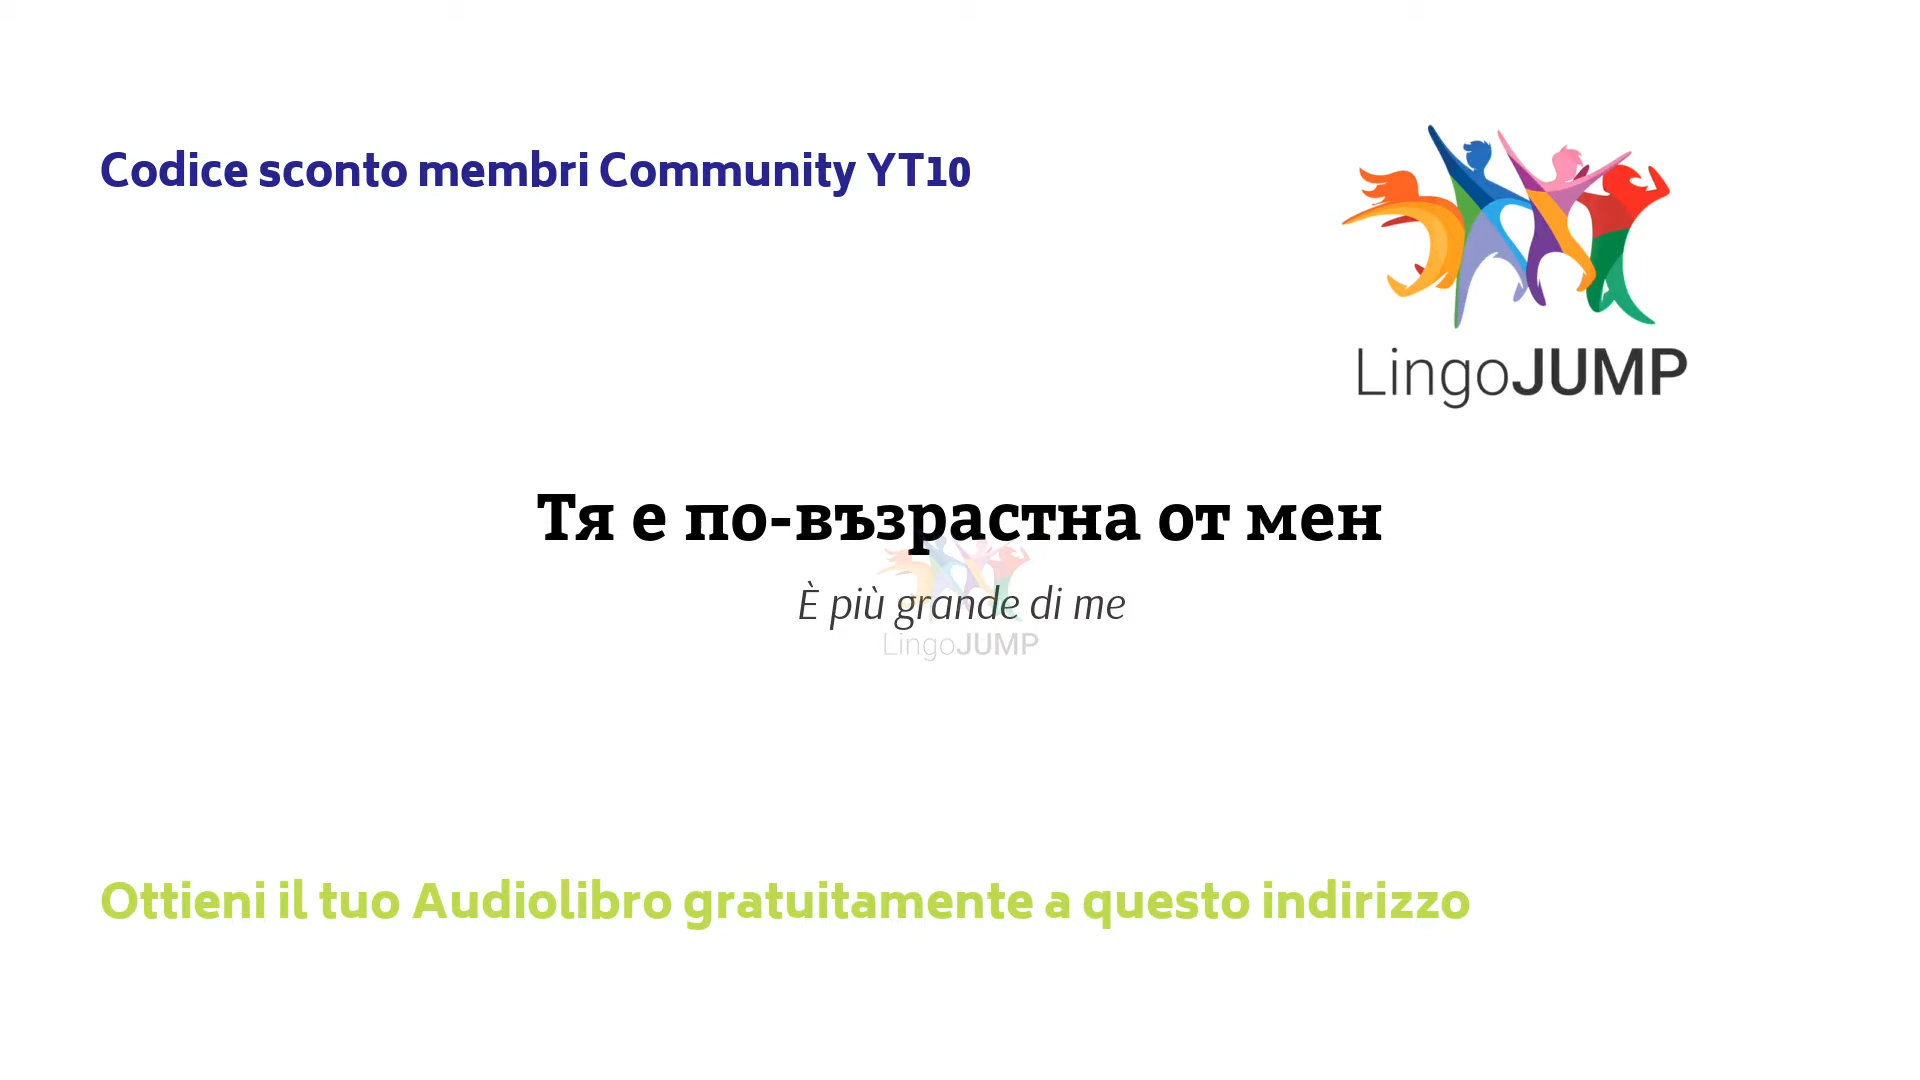 Codice sconto membri Community YT10
LingoJUMP
Тя е по-възрастна от мен
È più grande di me
LingoJUMP
Ottieni il tuo Audiolibro gratuitamente a questo indirizzo